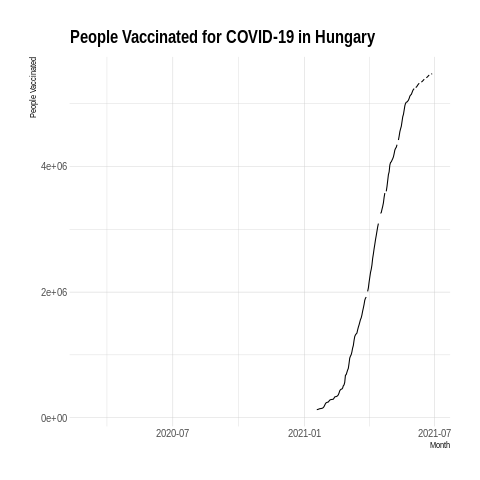 People Vaccinated for COVID-19 in Hungary
People Vaccinated
4e+06
2e+06
0e+00
2020-07
2021-01
2021-07
Month